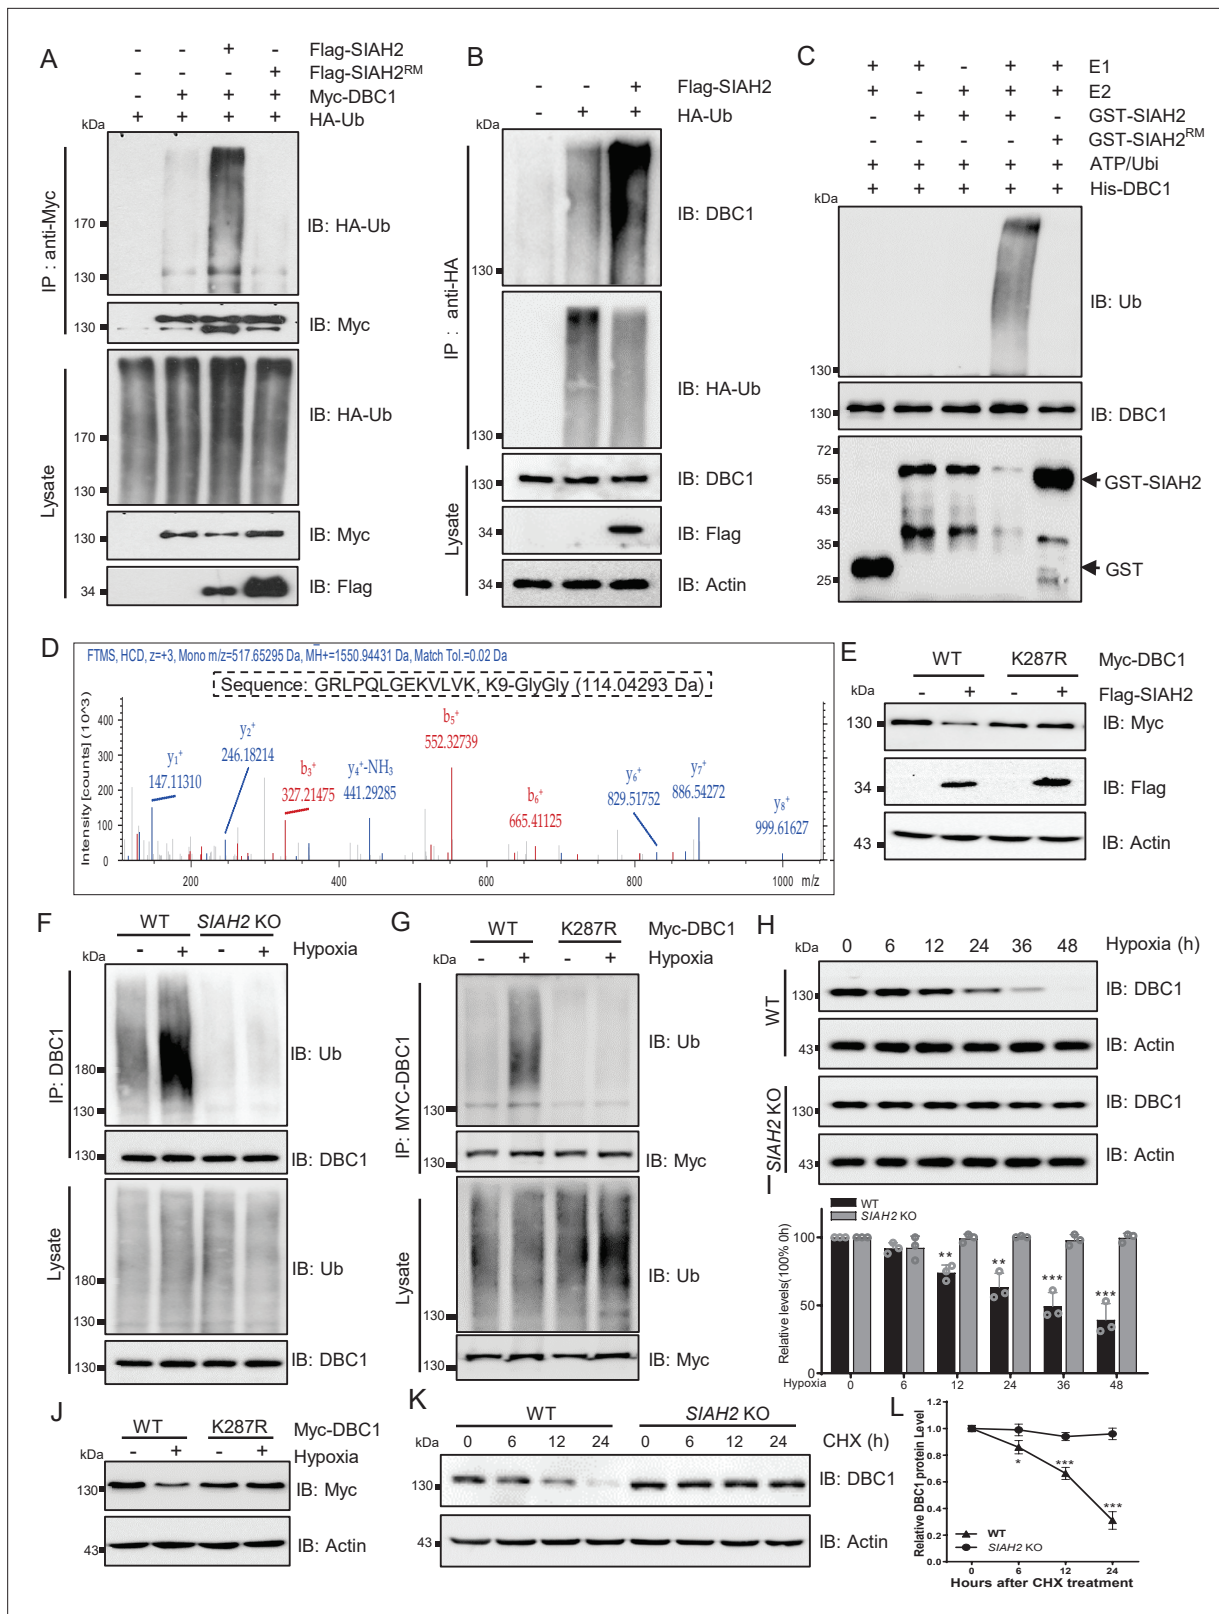 A
- - + - Flag-SIAH2
- - - + Flag-SIAH2RM
- + + + Myc-DBC1
+ + + + HA-Ub
kDa
IP : anti-Myc
170
130
IB: HA-Ub
130
IB: Myc
Lysate
170
130
IB: HA-Ub
130
IB: Myc
34
IB: Flag
B
- - + Flag-SIAH2
- + + HA-Ub
kDa
IP : anti-HA
130
IB: DBC1
130
IB: HA-Ub
Lysate
130
IB: DBC1
34
IB: Flag
34
IB: Actin
C
+ + - + + E1
+ - + + + E2
- + + + - GST-SIAH2
- - - - + GST-SIAH2RM
+ + + + + ATP/Ubi
+ + + + + His-DBC1
kDa
130
IB: Ub
130
IB: DBC1
72
55
43
35
25
GST-SIAH2
GST
D
FTMS, HCD, z=+3, Mono m/z=517.65295 Da, MH+=1550.94431 Da, Match Tol.=0.02 Da
Sequence: GRLPQLGEKVLVK, K9-GlyGly (114.04293 Da)
Intensity [counts] (10^3)
400
300
200
100
0
y1+
147.11310
y2+
246.18214
b3+
327.21475
y4+-NH3
441.29285
b5+
552.32739
b6+
665.41125
y6+
829.51752
y7+
886.54272
y8+
999.61627
200 400 600 800 1000 m/z
E
WT K287R Myc-DBC1
- + - + Flag-SIAH2
kDa
130
IB: Myc
34
IB: Flag
43
IB: Actin
F
WT SIAH2 KO
- + - + Hypoxia
kDa
IP: DBC1
180
130
IB: Ub
130
IB: DBC1
Lysate
180
130
IB: Ub
130
IB: DBC1
G
WT K287R Myc-DBC1
- + - + Hypoxia
kDa
IP: MYC-DBC1
130
IB: Ub
130
IB: Myc
Lysate
130
IB: Ub
130
IB: Myc
H
kDa 0 6 12 24 36 48 Hypoxia (h)
WT
130
IB: DBC1
43
IB: Actin
SIAH2 KO
130
IB: DBC1
43
IB: Actin
I
WT
SIAH2 KO
Relative levels(100% 0h)
100
50
0
** ** *** ***
Hypoxia 0 6 12 24 36 48
J
WT K287R Myc-DBC1
- + - + Hypoxia
kDa
130
IB: Myc
43
IB: Actin
K
WT SIAH2 KO
kDa 0 6 12 24 0 6 12 24 CHX (h)
130
IB: DBC1
43
IB: Actin
L
Relative DBC1 protein Level
1.2
1.0
0.8
0.6
0.4
0.2
0.0
* *** ***
WT
SIAH2 KO
0 6 12 24
Hours after CHX treatment